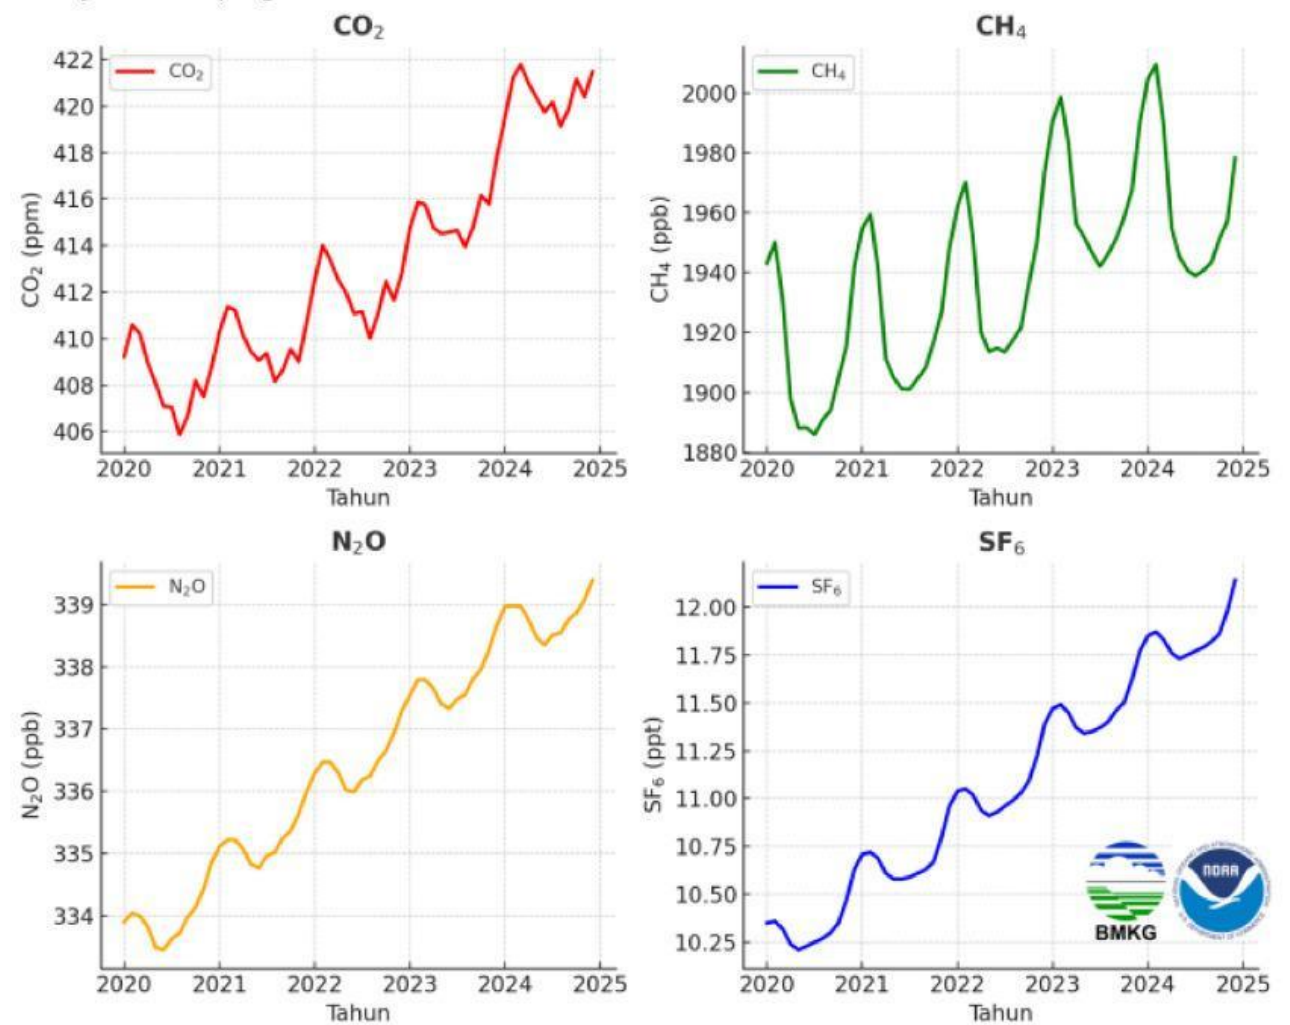 CO₂
CO₂ (ppm)
422
420
418
416
414
412
410
408
406
CO₂
2020 2021 2022 2023 2024 2025
Tahun
CH₄
CH₄ (ppb)
2000
1980
1960
1940
1920
1900
1880
CH₄
2020 2021 2022 2023 2024 2025
Tahun
N₂O
N₂O (ppb)
339
338
337
336
335
334
N₂O
2020 2021 2022 2023 2024 2025
Tahun
SF₆
SF₆ (ppt)
12.00
11.75
11.50
11.25
11.00
10.75
10.50
10.25
SF₆
2020 2021 2022 2023 2024 2025
Tahun
BMKG
NOAA